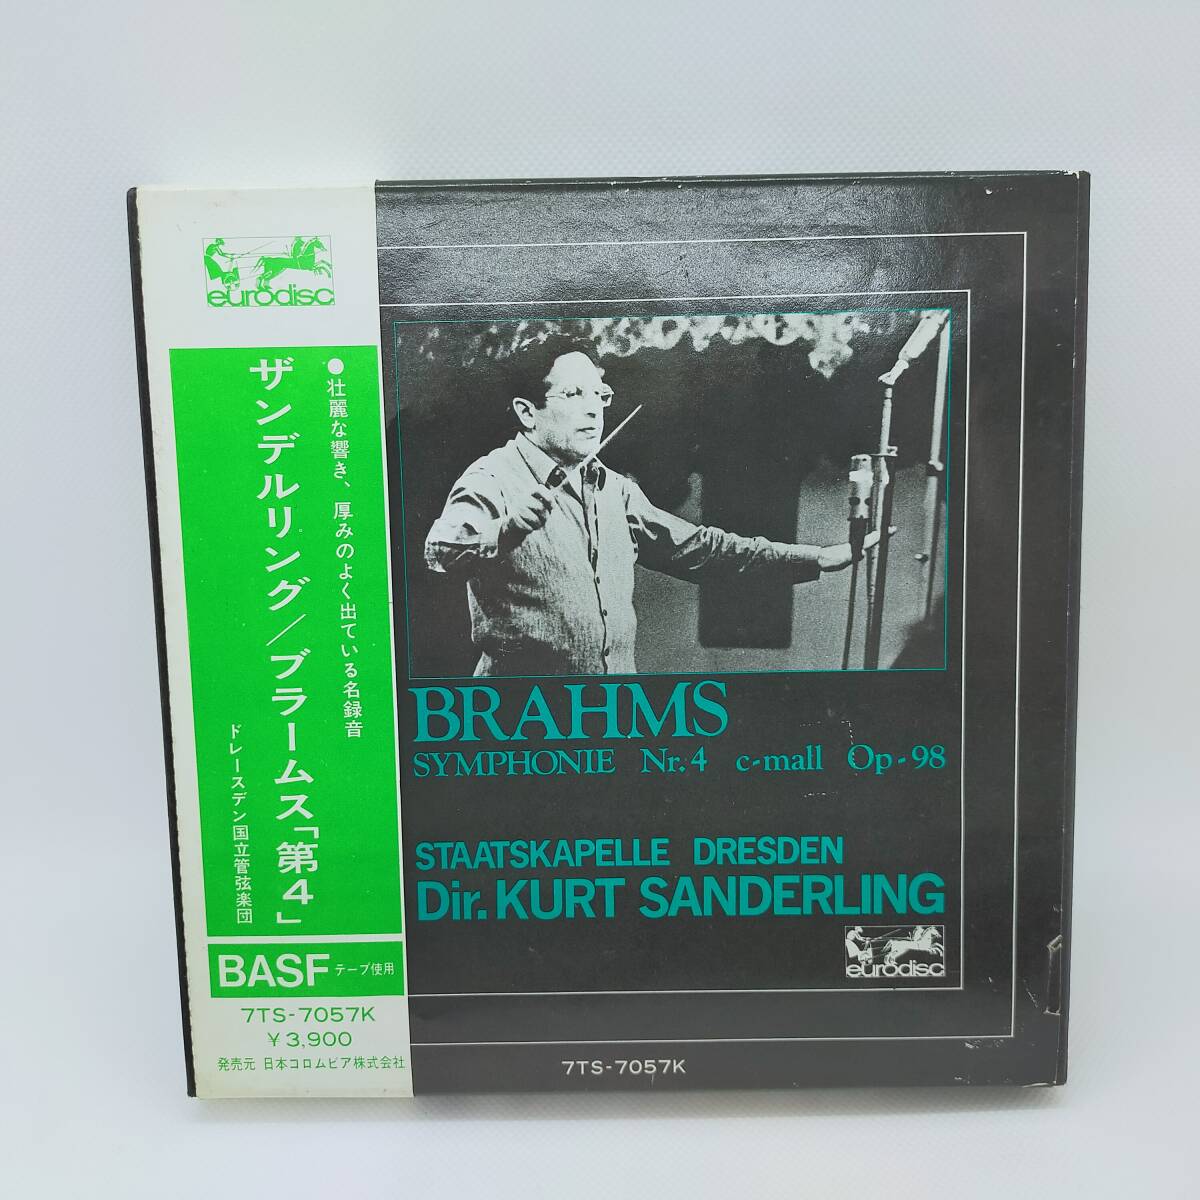 eurodisc
●壮麗な響き、厚みのよく出ている名録音
ザンデルリング/ブラームス「第4」
ドレースデン国立管弦楽団
BASF テープ使用
7TS-7057K
¥3,900
発売元 日本コロムビア株式会社
BRAHMS
SYMPHONIE Nr.4 c-mall Op-98
STAATSKAPELLE DRESDEN
Dir. KURT SANDERLING
eurodisc
7TS-7057K